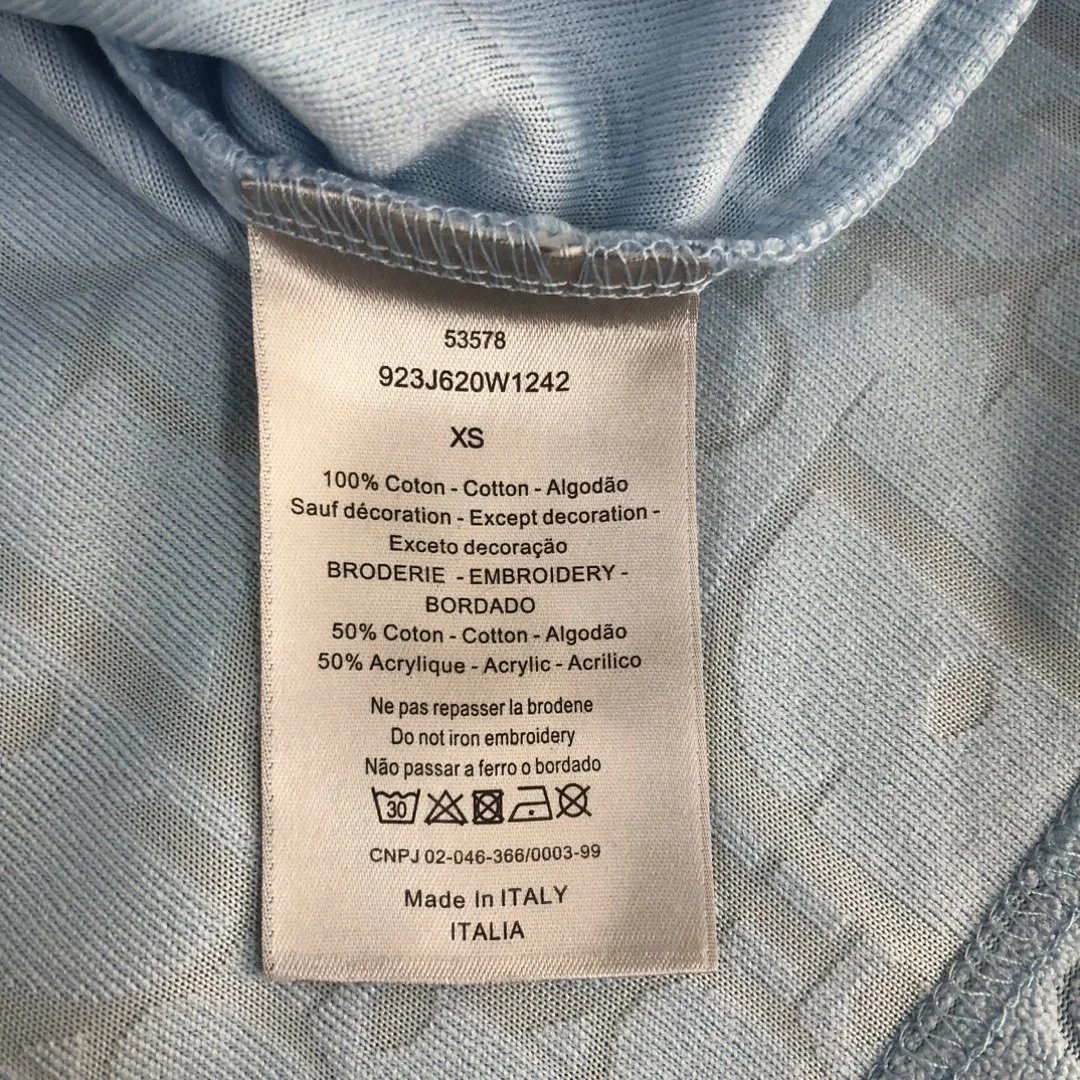 53578
923J620W1242
XS
100% Coton - Cotton - Algodão
Sauf décoration - Except decoration -
Exceto decoração
BRODERIE - EMBROIDERY -
BORDADO
50% Coton - Cotton - Algodão
50% Acrylique - Acrylic - Acrilico
Ne pas repasser la brodene
Do not iron embroidery
Não passar a ferro o bordado
30
CNPJ 02-046-366/0003-99
Made In ITALY
ITALIA